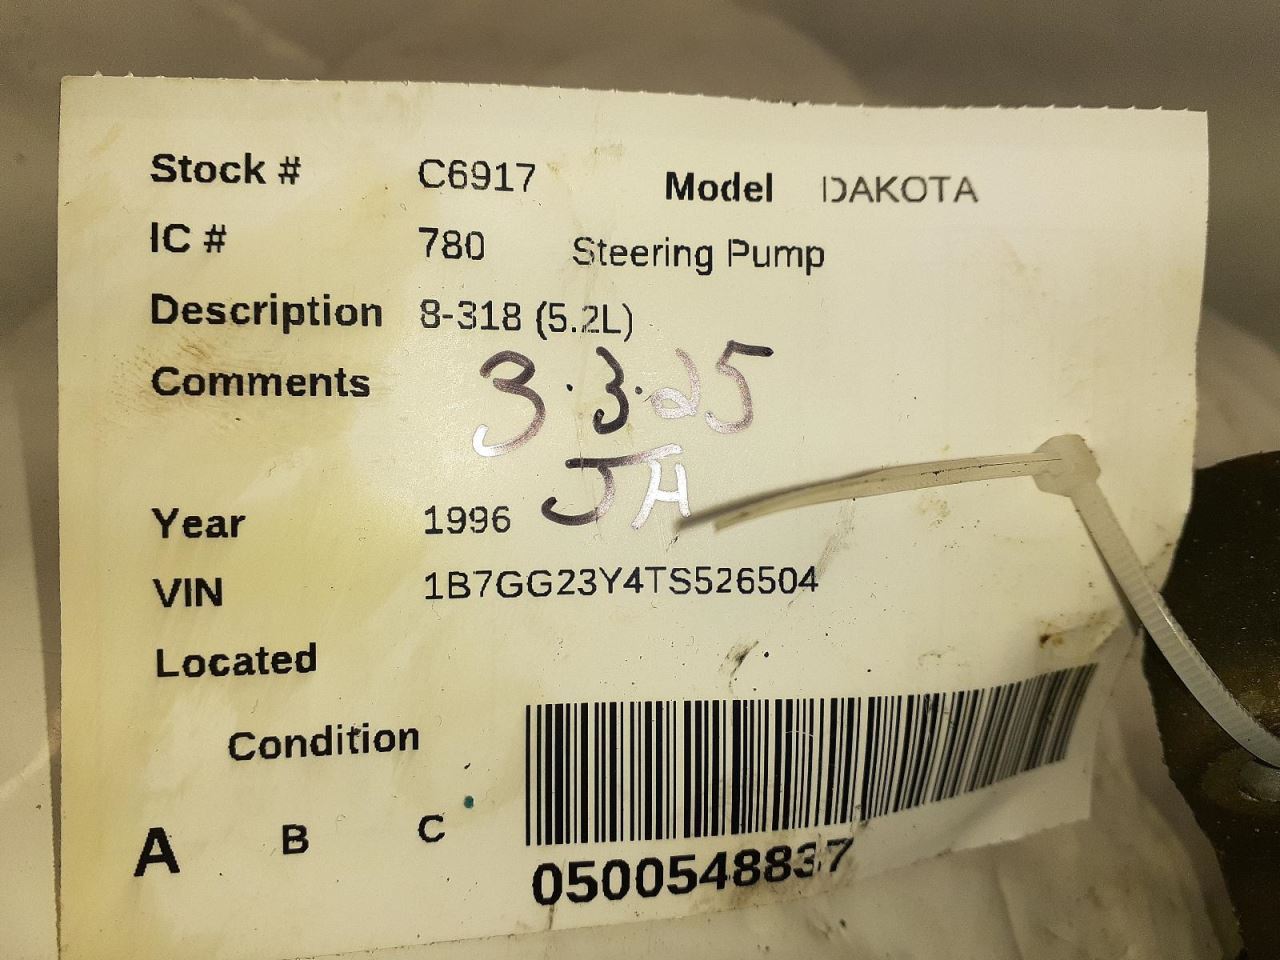 Stock # C6917 Model DAKOTA
IC # 780 Steering Pump
Description 8-318 (5.2L)
Comments 3.3.25
JA
Year 1996
VIN 1B7GG23Y4TS526504
Located
Condition
A B C
0500548837